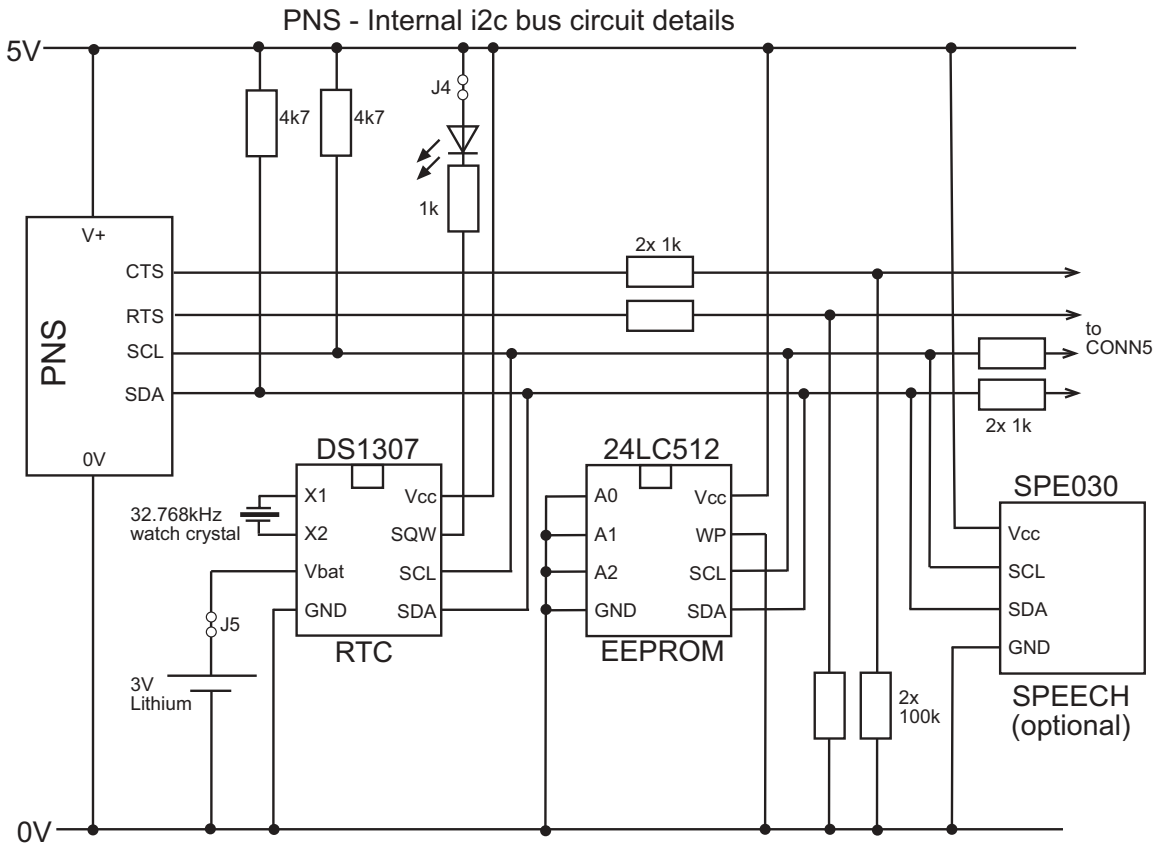 PNS - Internal i2c bus circuit details
5V
J4
4k7
4k7
1k
V+
CTS
RTS
SCL
SDA
0V
PNS
2x 1k
to
CONN5
2x 1k
DS1307
X1
X2
Vbat
GND
Vcc
SQW
SCL
SDA
RTC
32.768kHz
watch crystal
J5
3V
Lithium
24LC512
A0
A1
A2
GND
Vcc
WP
SCL
SDA
EEPROM
2x
100k
SPE030
Vcc
SCL
SDA
GND
SPEECH
(optional)
0V